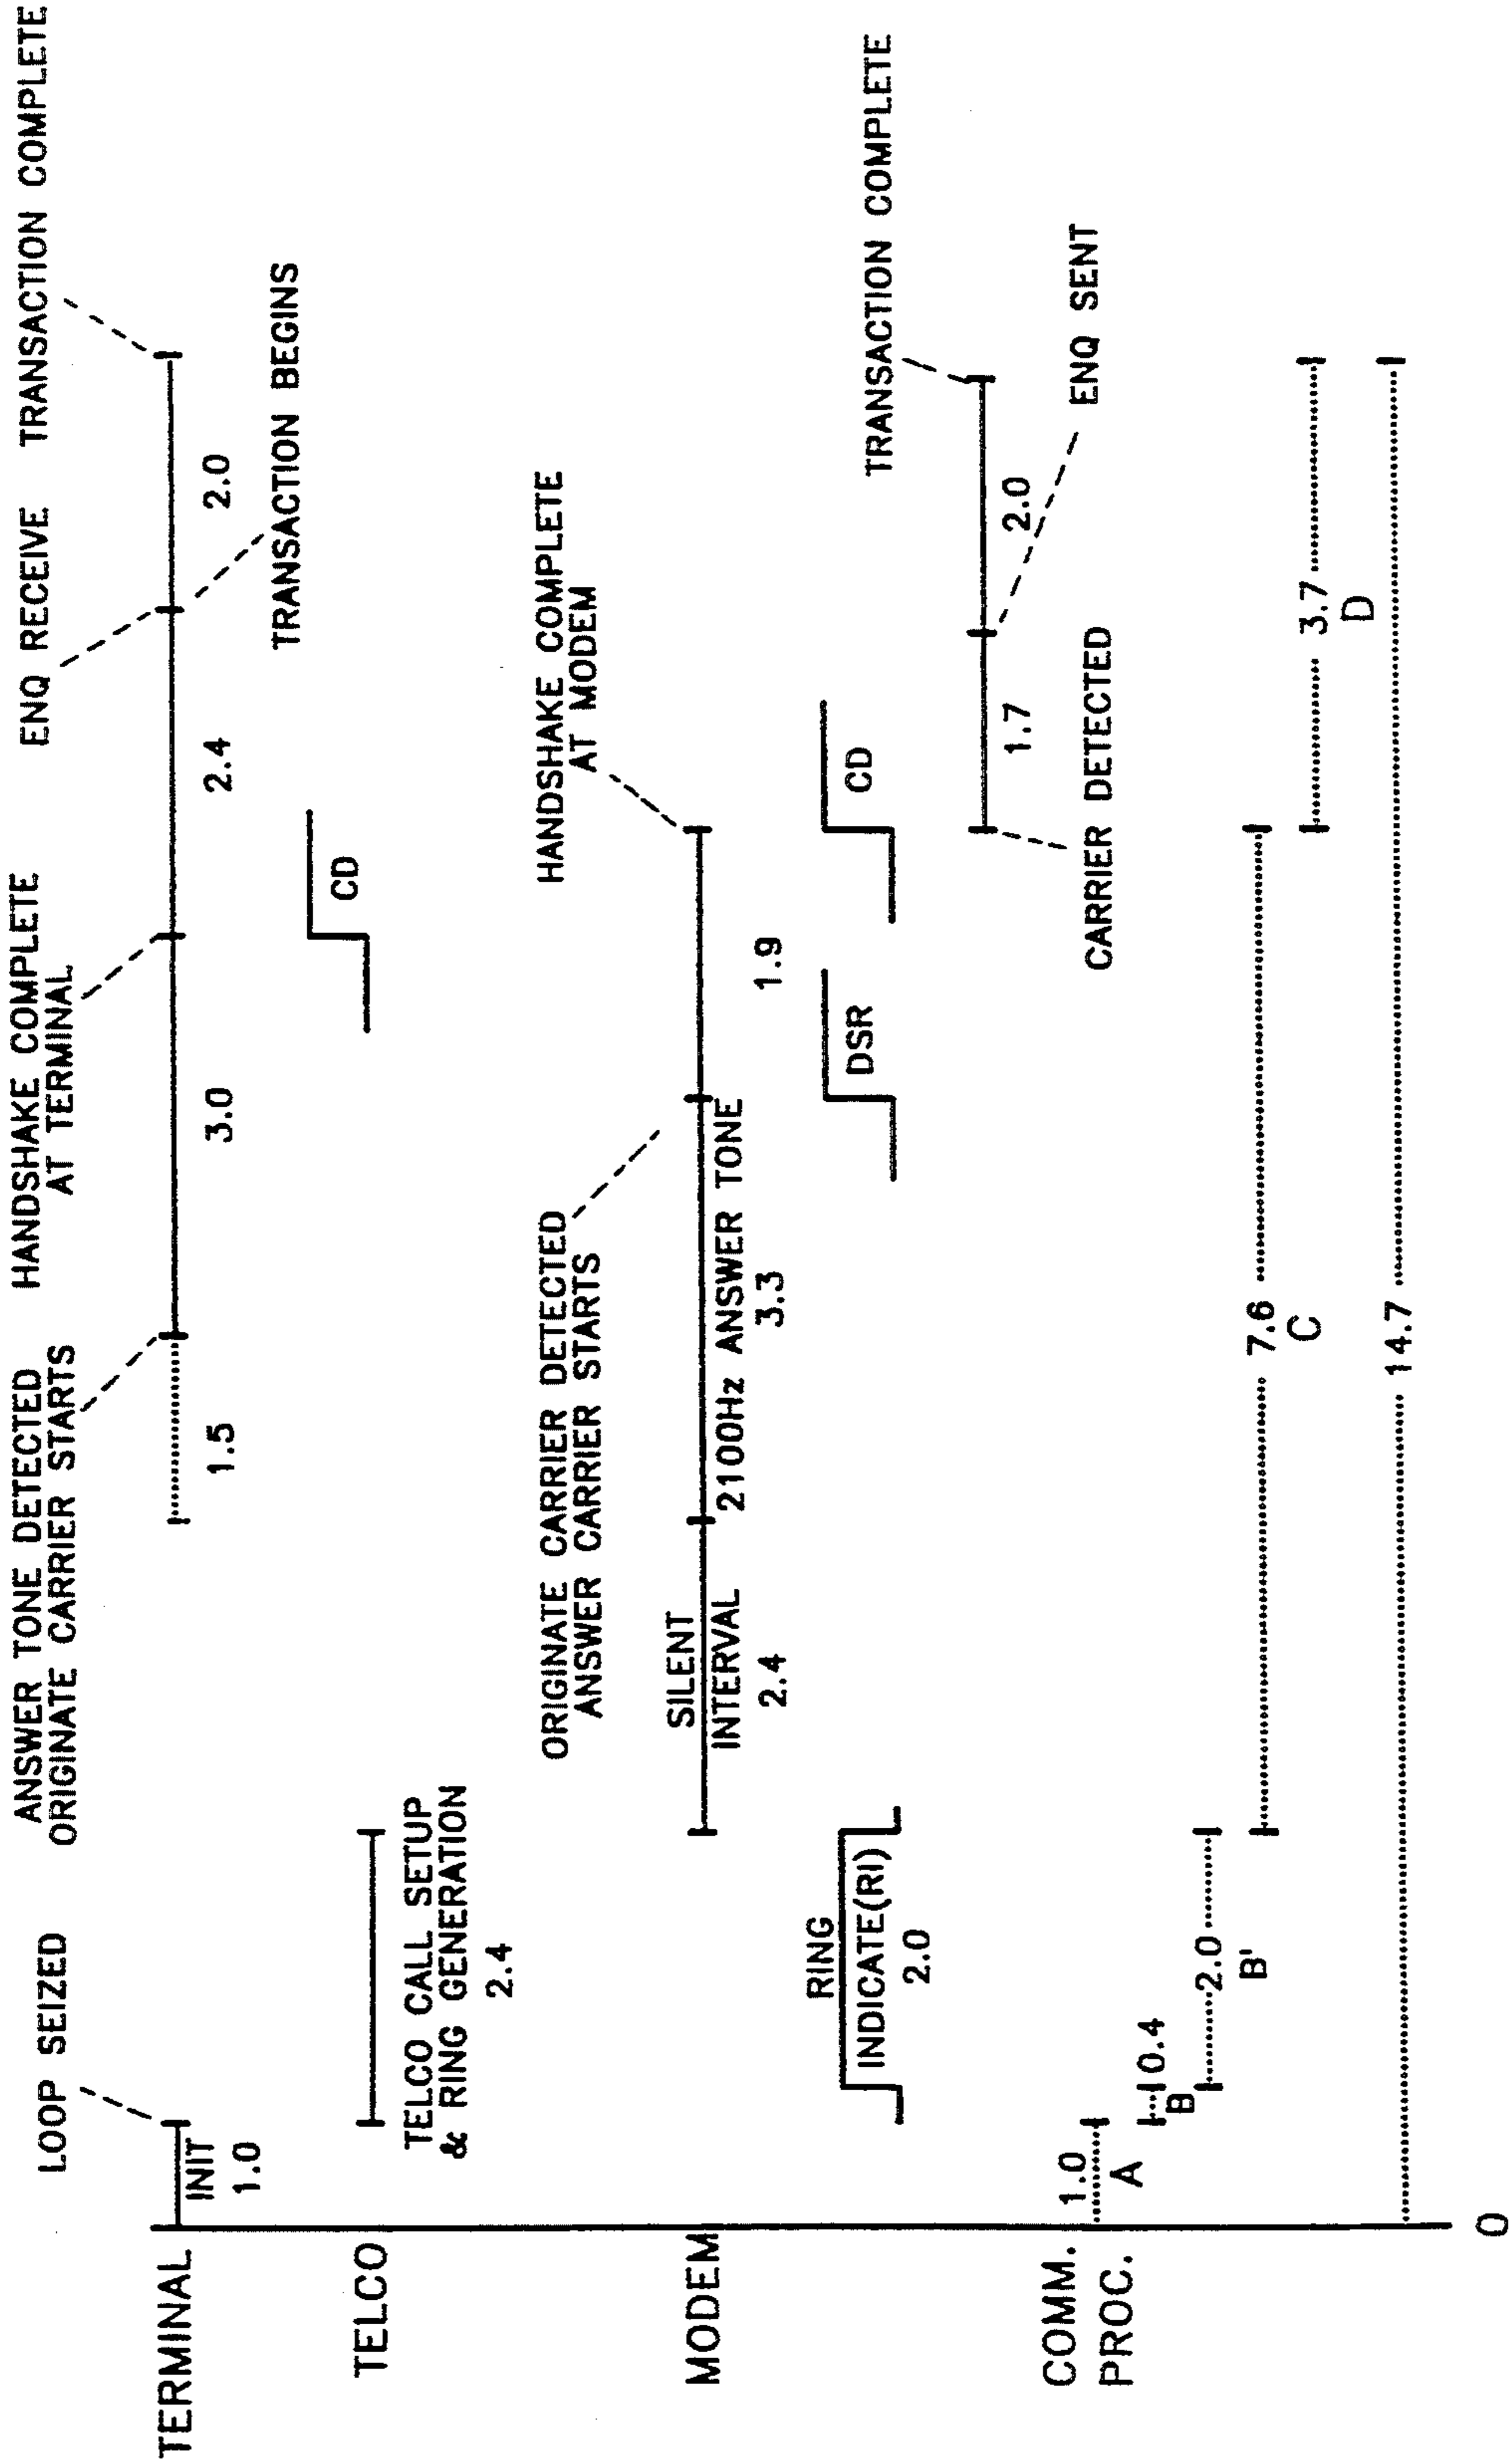 ANSWER TONE DETECTED
ORIGINATE CARRIER STARTS
HANDSHAKE COMPLETE
AT TERMINAL
ENQ RECEIVE
TRANSACTION COMPLETE
LOOP SEIZED
TERMINAL
INIT
1.0
1.5
3.0
2.4
2.0
TRANSACTION BEGINS
TELCO
TELCO CALL SETUP
& RING GENERATION
2.4
CD
ORIGINATE CARRIER DETECTED
ANSWER CARRIER STARTS
HANDSHAKE COMPLETE
AT MODEM
MODEM
SILENT
INTERVAL
2.4
2100Hz ANSWER TONE
3.3
1.9
RING
INDICATE(RI)
2.0
DSR
CD
TRANSACTION COMPLETE
COMM.
PROC.
1.7
2.0
CARRIER DETECTED
ENQ SENT
1.0
A
0.4
B
2.0
B'
7.6
C
3.7
D
14.7
0